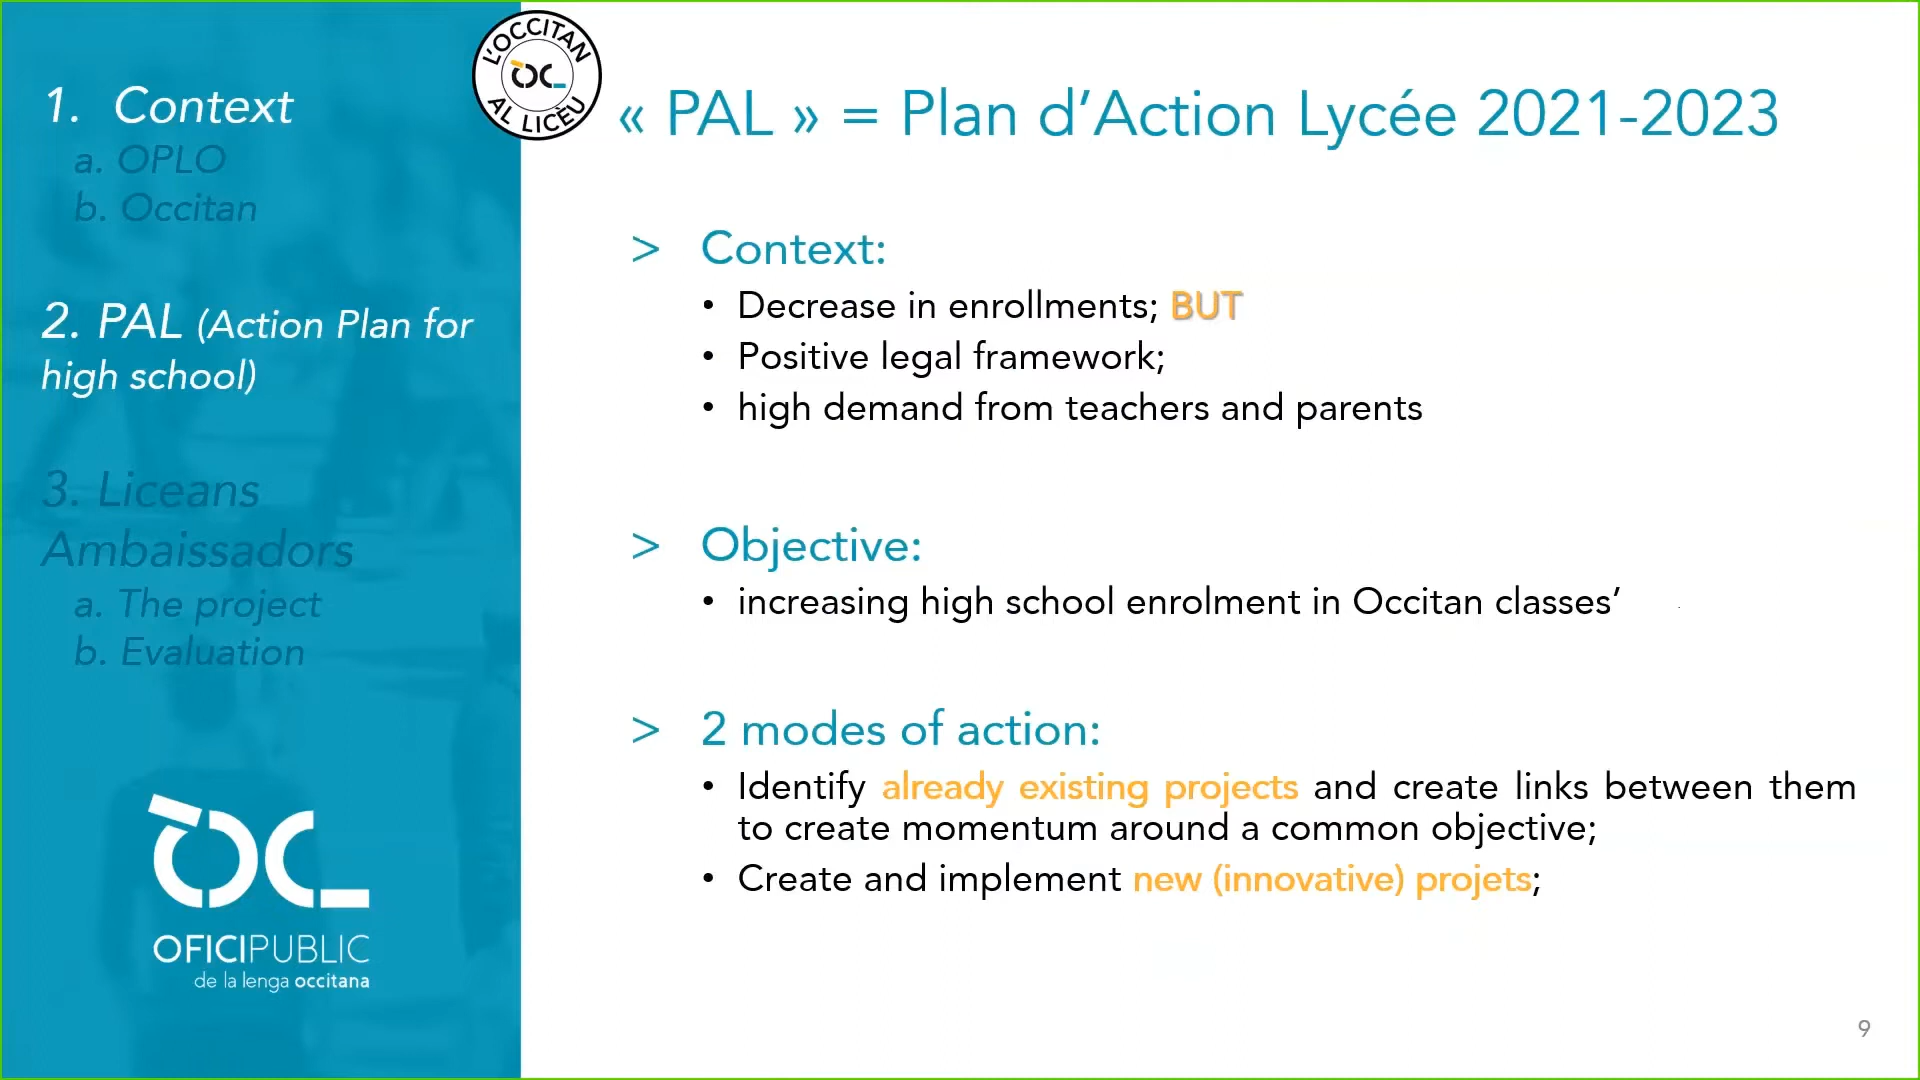 1. Context
a. OPLO
b. Occitan
2. PAL (Action Plan for
high school)
3. Liceans
Ambaissadors
a. The project
b. Evaluation
ÒC_
OFICIPUBLIC
de la lenga occitana
L'OCCITAN
ÒC_
AL LICÈU
« PAL » = Plan d’Action Lycée 2021-2023
> Context:
• Decrease in enrollments; BUT
• Positive legal framework;
• high demand from teachers and parents
> Objective:
• increasing high school enrolment in Occitan classes’
> 2 modes of action:
• Identify already existing projects and create links between them
to create momentum around a common objective;
• Create and implement new (innovative) projets;
9